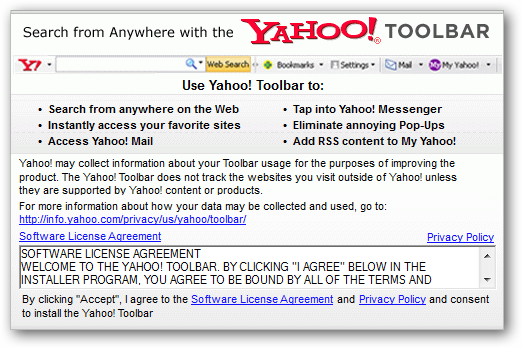 Search from Anywhere with the YAHOO! TOOLBAR
Y! Web Search Bookmarks Settings Mail My Yahoo!
Use Yahoo! Toolbar to:
• Search from anywhere on the Web
• Instantly access your favorite sites
• Access Yahoo! Mail
• Tap into Yahoo! Messenger
• Eliminate annoying Pop-Ups
• Add RSS content to My Yahoo!
Yahoo! may collect information about your Toolbar usage for the purposes of improving the
product. The Yahoo! Toolbar does not track the websites you visit outside of Yahoo! unless
they are supported by Yahoo! content or products.
For more information about how your data may be collected and used, go to:
http://info.yahoo.com/privacy/us/yahoo/toolbar/
Software License Agreement Privacy Policy
SOFTWARE LICENSE AGREEMENT
WELCOME TO THE YAHOO! TOOLBAR. BY CLICKING "I AGREE" BELOW IN THE
INSTALLER PROGRAM, YOU AGREE TO BE BOUND BY ALL OF THE TERMS AND
By clicking "Accept", I agree to the Software License Agreement and Privacy Policy and consent
to install the Yahoo! Toolbar